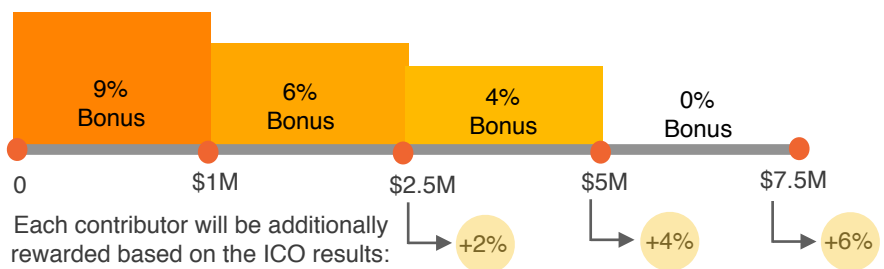 9%
Bonus
6%
Bonus
4%
Bonus
0%
Bonus
0
$1M
$2.5M
$5M
$7.5M
Each contributor will be additionally
rewarded based on the ICO results:
+2%
+4%
+6%